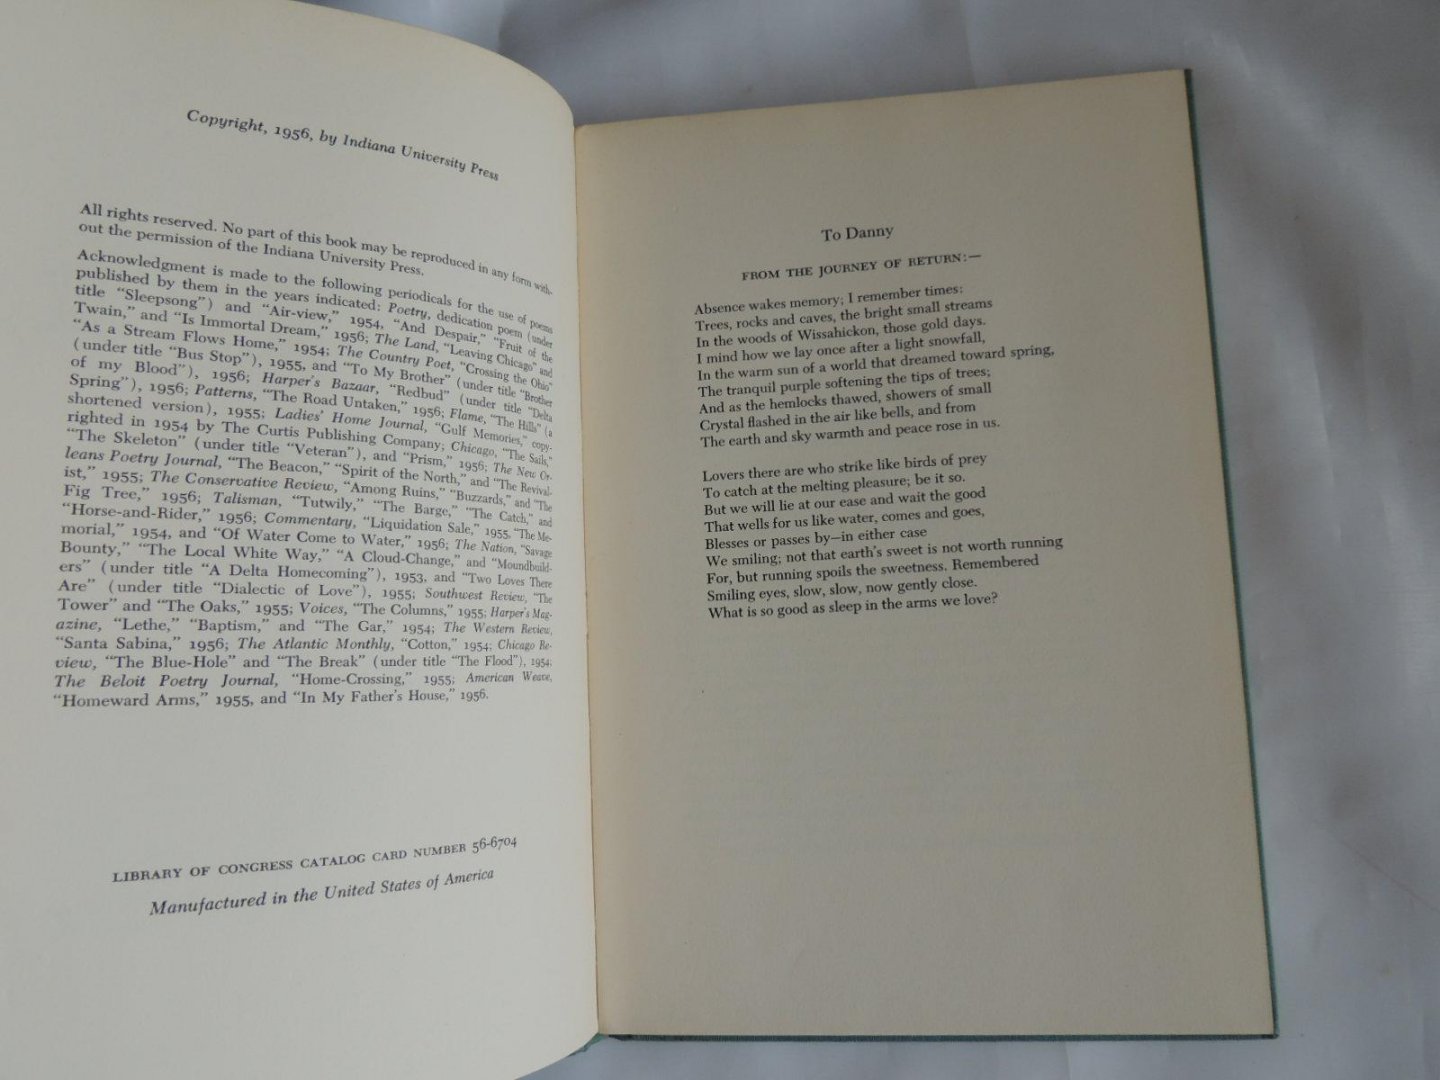 Copyright, 1956, by Indiana University Press
All rights reserved. No part of this book may be reproduced in any form with-
out the permission of the Indiana University Press.
Acknowledgment is made to the following periodicals for the use of poems
published by them in the years indicated: Poetry, dedication poem (under
title “Sleepsong”) and “Air-view,” 1954, “And Despair,” “Fruit of the
Twain,” and “Is Immortal Dream,” 1956; The Land, “Leaving Chicago” and
“As a Stream Flows Home,” 1954; The Country Poet, “Crossing the Ohio”
(under title “Bus Stop”), 1955, and “To My Brother” (under title “Brother
of my Blood”), 1956; Harper's Bazaar, “Redbud” (under title “Delta
Spring”), 1956; Patterns, “The Road Untaken,” 1956; Flame, “The Hills” (a
shortened version), 1955; Ladies' Home Journal, “Gulf Memories,” copy-
righted in 1954 by The Curtis Publishing Company; Chicago, “The Sails,”
“The Skeleton” (under title “Veteran”), and “Prism,” 1956; The New Or-
leans Poetry Journal, “The Beacon,” “Spirit of the North,” and “The Revival-
ist,” 1955; The Conservative Review, “Among Ruins,” “Buzzards,” and “The
Fig Tree,” 1956; Talisman, “Tutwily,” “The Barge,” “The Catch,” and
“Horse-and-Rider,” 1956; Commentary, “Liquidation Sale,” 1955, “The Me-
morial,” 1954, and “Of Water Come to Water,” 1956; The Nation, “Savage
Bounty,” “The Local White Way,” “A Cloud-Change,” and “Moundbuild-
ers” (under title “A Delta Homecoming”), 1953, and “Two Loves There
Are” (under title “Dialectic of Love”), 1955; Southwest Review, “The
Tower” and “The Oaks,” 1955; Voices, “The Columns,” 1955; Harper's Mag-
azine, “Lethe,” “Baptism,” and “The Gar,” 1954; The Western Review,
“Santa Sabina,” 1956; The Atlantic Monthly, “Cotton,” 1954; Chicago Re-
view, “The Blue-Hole” and “The Break” (under title “The Flood”), 1954;
The Beloit Poetry Journal, “Home-Crossing,” 1955; American Weave,
“Homeward Arms,” 1955, and “In My Father's House,” 1956.
LIBRARY OF CONGRESS CATALOG CARD NUMBER 56-6704
Manufactured in the United States of America
To Danny
FROM THE JOURNEY OF RETURN:—
Absence wakes memory; I remember times:
Trees, rocks and caves, the bright small streams
In the woods of Wissahickon, those gold days.
I mind how we lay once after a light snowfall,
In the warm sun of a world that dreamed toward spring,
The tranquil purple softening the tips of trees;
And as the hemlocks thawed, showers of small
Crystal flashed in the air like bells, and from
The earth and sky warmth and peace rose in us.
Lovers there are who strike like birds of prey
To catch at the melting pleasure; be it so.
But we will lie at our ease and wait the good
That wells for us like water, comes and goes,
Blesses or passes by—in either case
We smiling; not that earth's sweet is not worth running
For, but running spoils the sweetness. Remembered
Smiling eyes, slow, slow, now gently close.
What is so good as sleep in the arms we love?